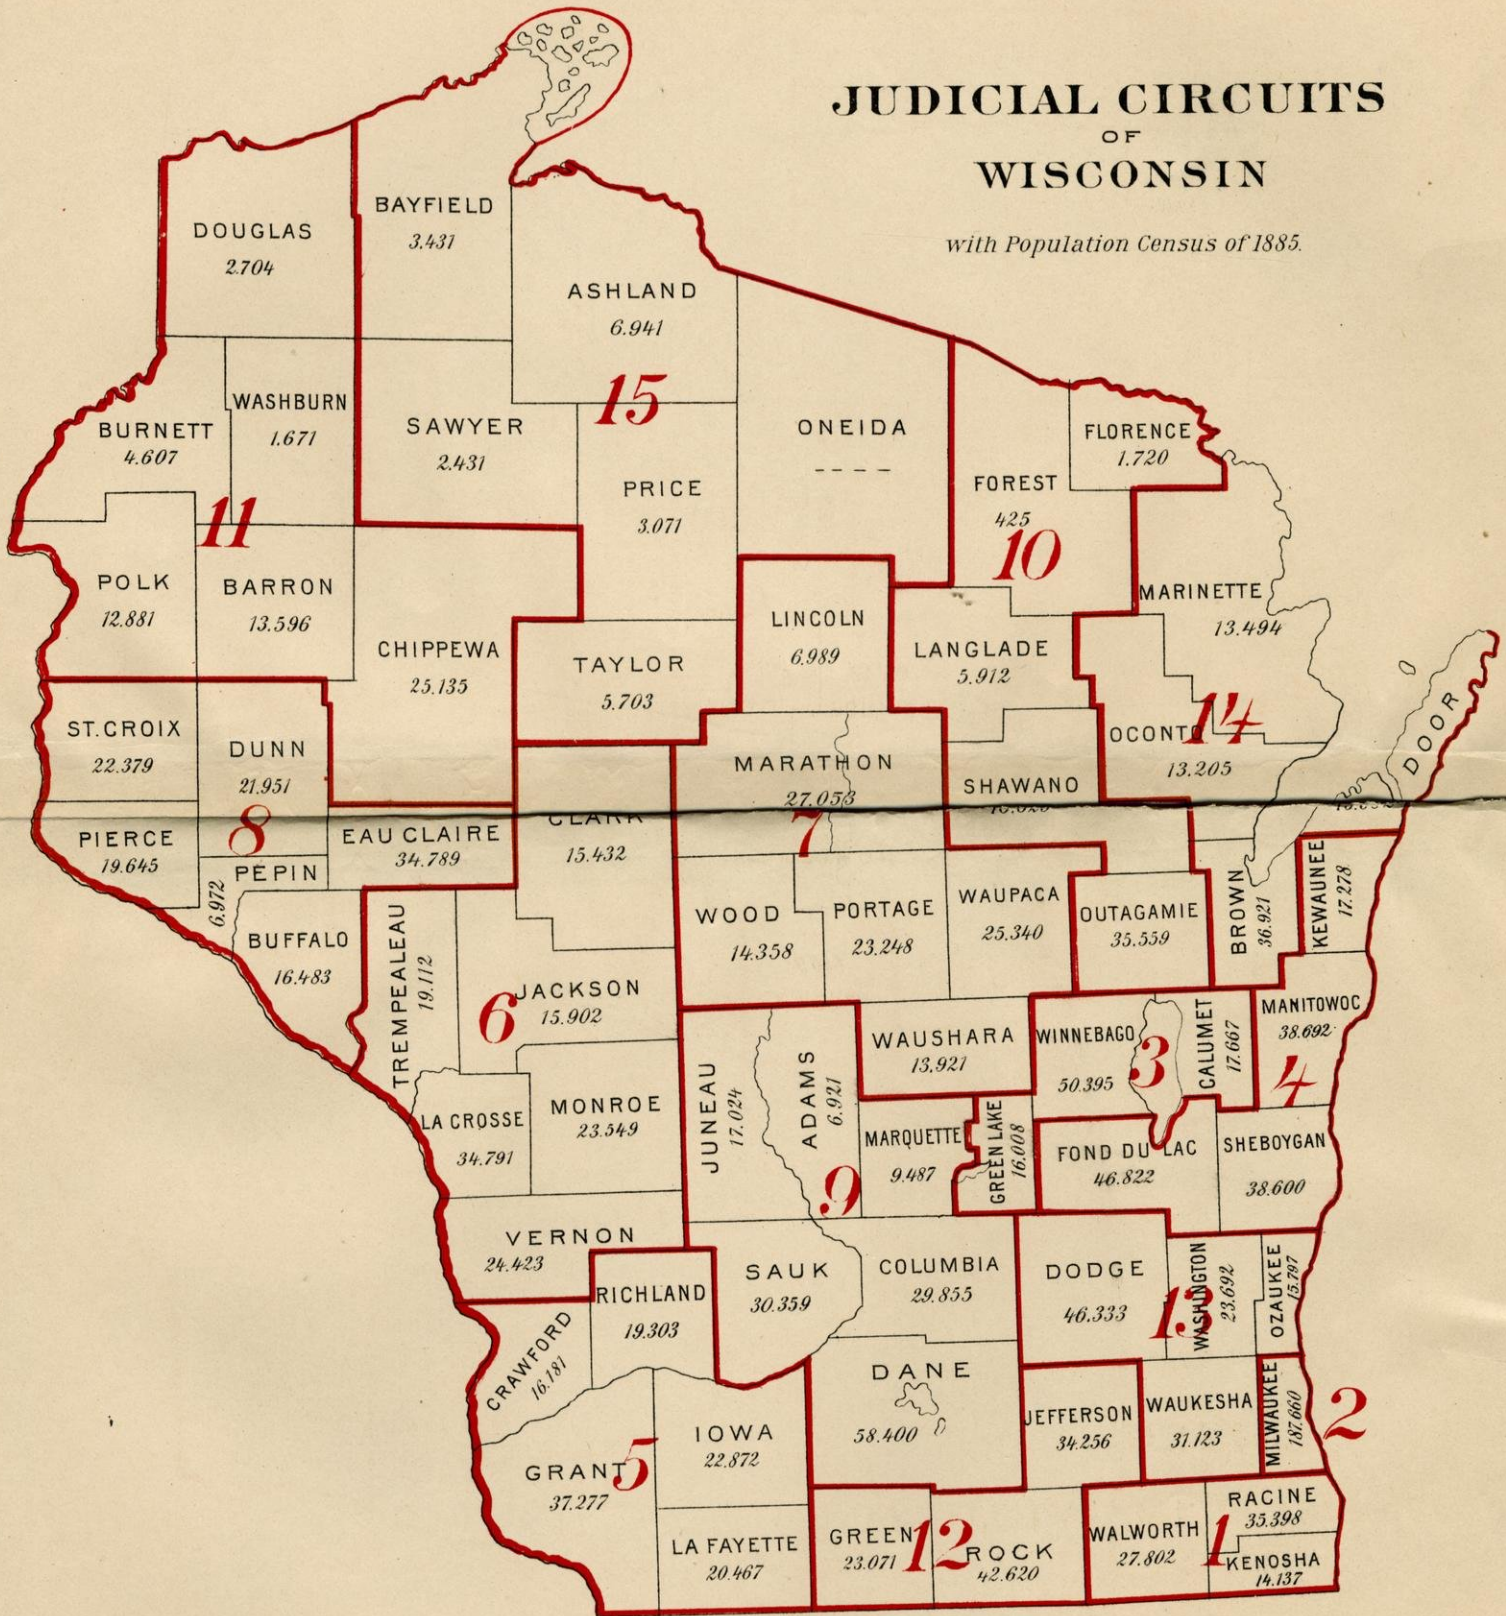 JUDICIAL CIRCUITS
OF
WISCONSIN
with Population Census of 1885.
DOUGLAS
2.704
BAYFIELD
3.431
ASHLAND
6.941
15
BURNETT
4.607
WASHBURN
1.671
SAWYER
2.431
PRICE
3.071
ONEIDA
- - - -
FLORENCE
1.720
FOREST
425
10
11
POLK
12.881
BARRON
13.596
CHIPPEWA
25.135
TAYLOR
5.703
LINCOLN
6.989
LANGLADE
5.912
MARINETTE
13.494
14
OCONTO
13.205
DOOR
ST. CROIX
22.379
DUNN
21.951
8
PIERCE
19.645
PEPIN
6.972
EAU CLAIRE
34.789
BUFFALO
16.483
CLARK
15.432
MARATHON
27.053
7
SHAWANO
WOOD
14.358
PORTAGE
23.248
WAUPACA
25.340
OUTAGAMIE
35.559
BROWN
36.921
KEWAUNEE
17.278
TREMPEALEAU
19.112
6
JACKSON
15.902
LA CROSSE
34.791
MONROE
23.549
JUNEAU
17.024
ADAMS
6.921
WAUSHARA
13.921
WINNEBAGO
50.395
3
CALUMET
17.667
MANITOWOC
38.692
4
MARQUETTE
9.487
9
GREEN LAKE
16.008
FOND DU LAC
46.822
SHEBOYGAN
38.600
VERNON
24.423
RICHLAND
19.303
SAUK
30.359
COLUMBIA
29.855
DODGE
46.333
13
WASHINGTON
23.692
OZAUKEE
15.797
CRAWFORD
16.181
GRANT
37.277
5
IOWA
22.872
DANE
58.400
JEFFERSON
34.256
WAUKESHA
31.123
MILWAUKEE
187.660
2
LA FAYETTE
20.467
GREEN
23.071
12
ROCK
42.620
WALWORTH
27.802
1
RACINE
35.398
KENOSHA
14.137